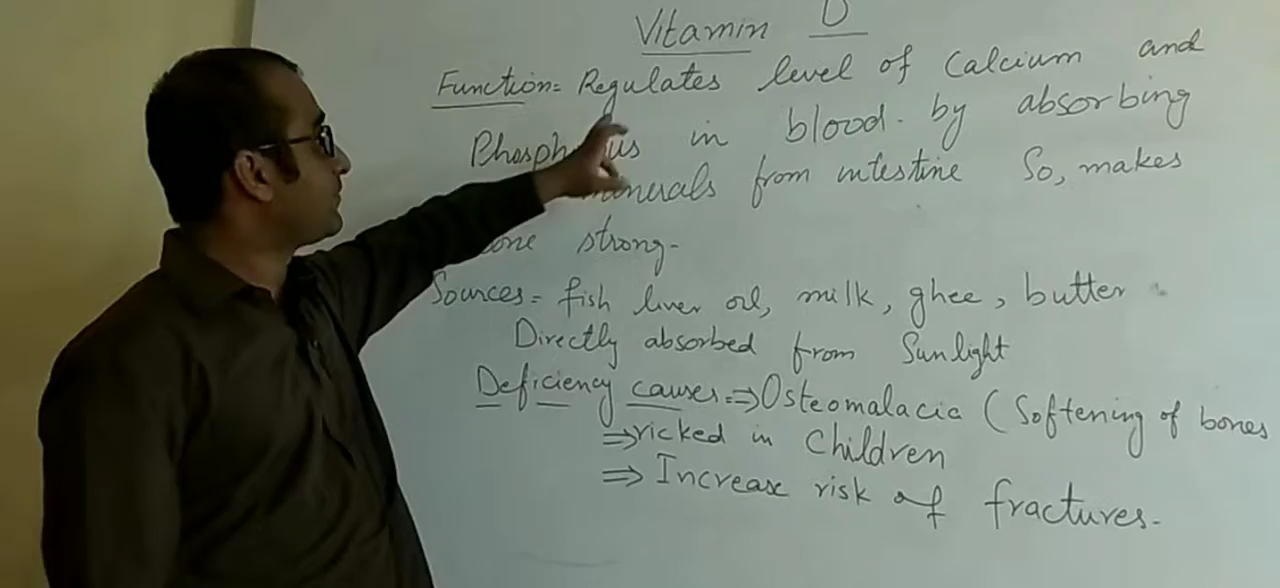 Vitamin D
Function= Regulates level of Calcium and
in blood. by absorbing
minerals from intestine So, makes
strong-
Sources= fish liver oil, milk, ghee, butter
Directly absorbed from Sunlight
Deficiency causes=⇒Osteomalacia (Softening of bones
⇒ricked in Children
⇒ Increase risk of fractures-